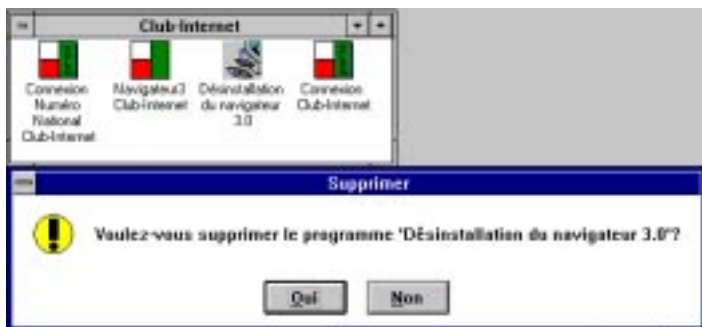 Club-Internet
Connexion
Numéro
National
Club-Internet
Navigateur3
Club-Internet
Désinstallation
du navigateur
3.0
Connexion
Club-Internet
Supprimer
Voulez-vous supprimer le programme 'Désinstallation du navigateur 3.0'?
Oui
Non